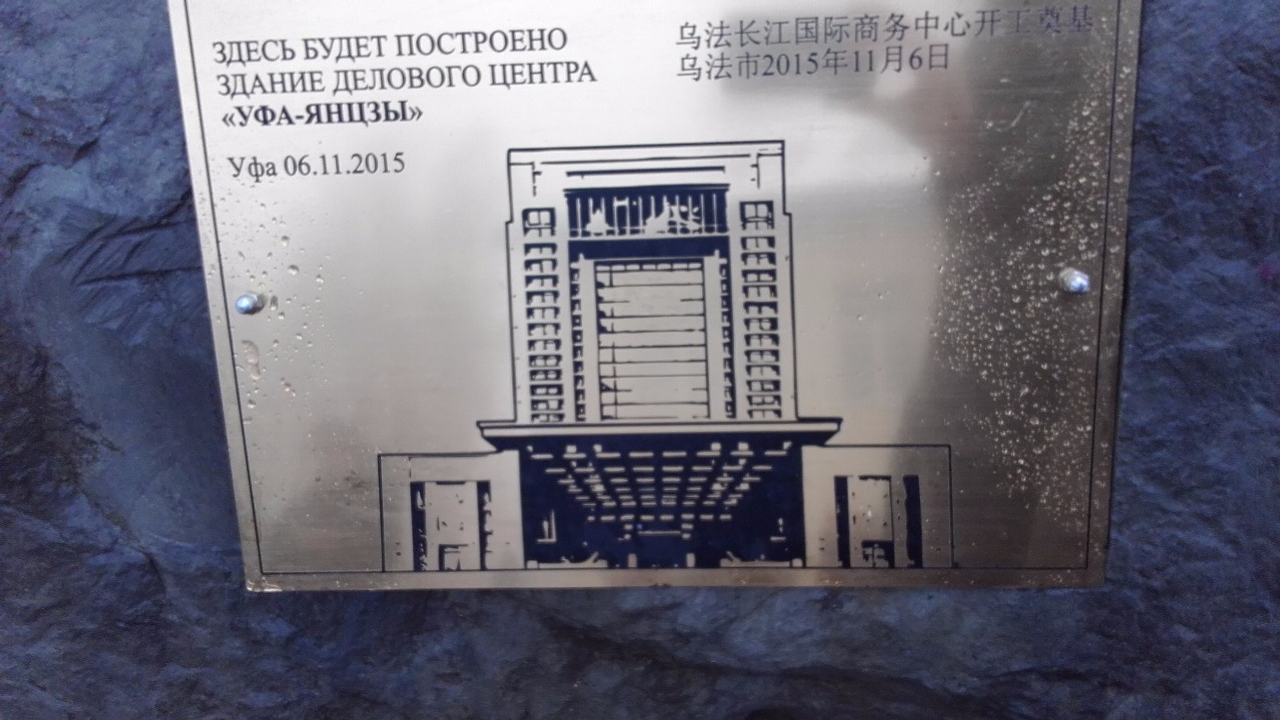 ЗДЕСЬ БУДЕТ ПОСТРОЕНО
ЗДАНИЕ ДЕЛОВОГО ЦЕНТРА
«УФА-ЯНЦЗЫ»
Уфа 06.11.2015
乌法长江国际商务中心开工奠基
乌法市2015年11月6日